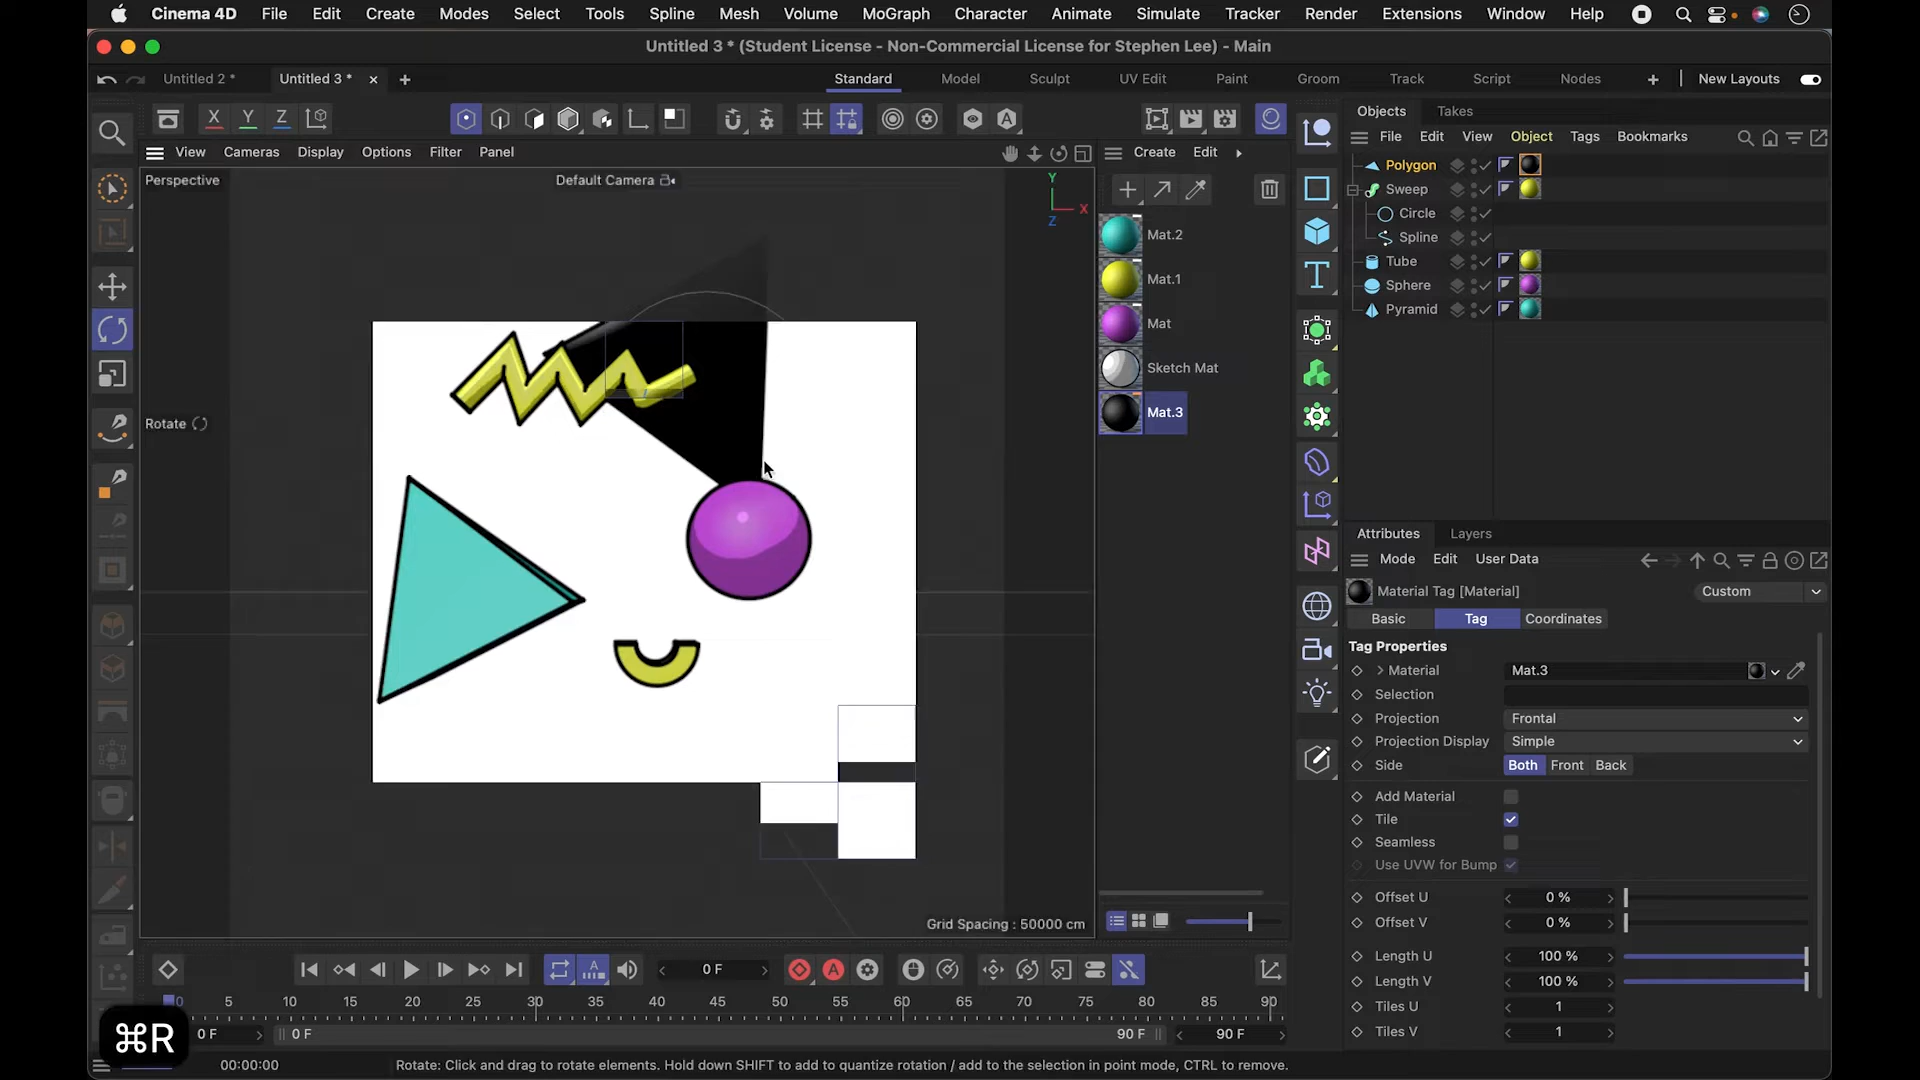 Cinema 4D File Edit Create Modes Select Tools Spline Mesh Volume MoGraph Character Animate Simulate Tracker Render Extensions Window Help
Untitled 3 * (Student License - Non-Commercial License for Stephen Lee) - Main
Untitled 2 * Untitled 3 * Standard Model Sculpt UV Edit Paint Groom Track Script Nodes New Layouts
X Y Z
Objects Takes
File Edit View Object Tags Bookmarks
View Cameras Display Options Filter Panel
Create Edit
Perspective
Default Camera
Y
X
Z
Rotate
Grid Spacing : 50000 cm
Mat.2
Mat.1
Mat
Sketch Mat
Mat.3
Polygon
Sweep
Circle
Spline
Tube
Sphere
Pyramid
Attributes Layers
Mode Edit User Data
Material Tag [Material]
Custom
Basic Tag Coordinates
Tag Properties
Material Mat.3
Selection
Projection Frontal
Projection Display Simple
Side Both Front Back
Add Material
Tile
Seamless
Use UVW for Bump
Offset U 0 %
Offset V 0 %
Length U 100 %
Length V 100 %
Tiles U 1
Tiles V 1
0 F
0 5 10 15 20 25 30 35 40 45 50 55 60 65 70 75 80 85 90
⌘R
0 F 0 F 90 F 90 F
00:00:00
Rotate: Click and drag to rotate elements. Hold down SHIFT to add to quantize rotation / add to the selection in point mode, CTRL to remove.